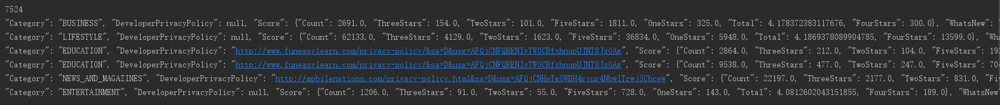 7524
"Category": "BUSINESS", "DeveloperPrivacyPolicy": null, "Score": {"Count": 2691.0, "ThreeStars": 154.0, "TwoStars": 101.0, "FiveStars": 1811.0, "OneStars": 325.0, "Total": 4.178372383117676, "FourStars": 300.0}, "WhatsNew": "
"Category": "LIFESTYLE", "DeveloperPrivacyPolicy": null, "Score": {"Count": 62133.0, "ThreeStars": 4129.0, "TwoStars": 1623.0, "FiveStars": 36834.0, "OneStars": 5948.0, "Total": 4.1869378089904785, "FourStars": 13599.0}, "Wha
"Category": "EDUCATION", "DeveloperPrivacyPolicy": "http://www.funeasylearn.com/privacy-policy/&sa=D&usg=AFQjCNFQBENIvTW0CBfxhnqpUJNT8Jx0Ag", "Score": {"Count": 2864.0, "ThreeStars": 212.0, "TwoStars": 104.0, "FiveStars": 192
"Category": "EDUCATION", "DeveloperPrivacyPolicy": "http://www.funeasylearn.com/privacy-policy/&sa=D&usg=AFQjCNFQBENIvTW0CBfxhnqpUJNT8Jx0Ag", "Score": {"Count": 9538.0, "ThreeStars": 477.0, "TwoStars": 247.0, "FiveStars": 704
"Category": "NEWS_AND_MAGAZINES", "DeveloperPrivacyPolicy": "http://mobilenations.com/privacy-policy.html&sa=D&usg=AFQjCNHeTg0WBH4ryur4NbwlTrwj3Chcew", "Score": {"Count": 22197.0, "ThreeStars": 2177.0, "TwoStars": 831.0, "Fiv
"Category": "ENTERTAINMENT", "DeveloperPrivacyPolicy": null, "Score": {"Count": 1206.0, "ThreeStars": 91.0, "TwoStars": 55.0, "FiveStars": 728.0, "OneStars": 143.0, "Total": 4.0812602043151855, "FourStars": 189.0}, "WhatsNew"